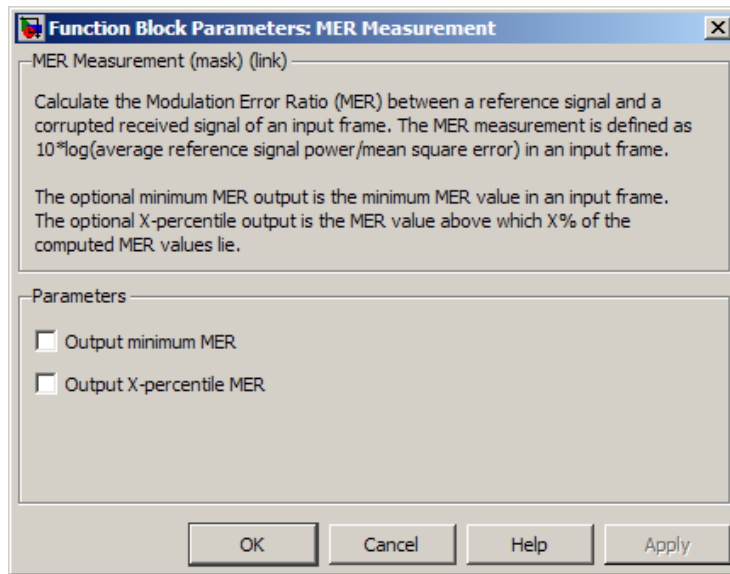 Function Block Parameters: MER Measurement
MER Measurement (mask) (link)
Calculate the Modulation Error Ratio (MER) between a reference signal and a
corrupted received signal of an input frame. The MER measurement is defined as
10*log(average reference signal power/mean square error) in an input frame.
The optional minimum MER output is the minimum MER value in an input frame.
The optional X-percentile output is the MER value above which X% of the
computed MER values lie.
Parameters
Output minimum MER
Output X-percentile MER
OK Cancel Help Apply